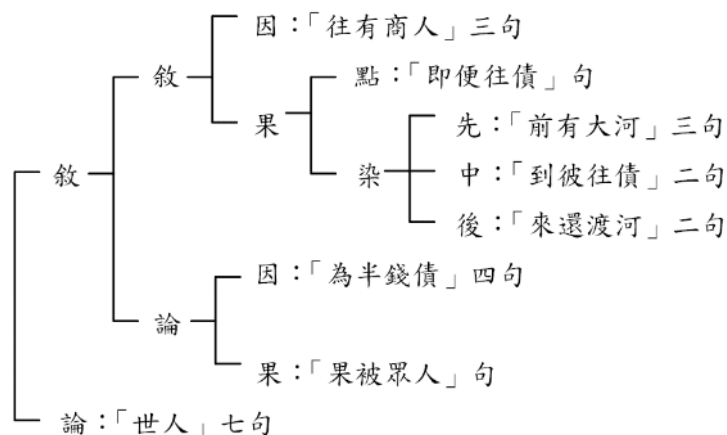 因：「往有商人」三句
敘
點：「即便往債」句
果
先：「前有大河」三句
敘
染
中：「到彼往債」二句
後：「來還渡河」二句
因：「為半錢債」四句
論
果：「果被眾人」句
論：「世人」七句